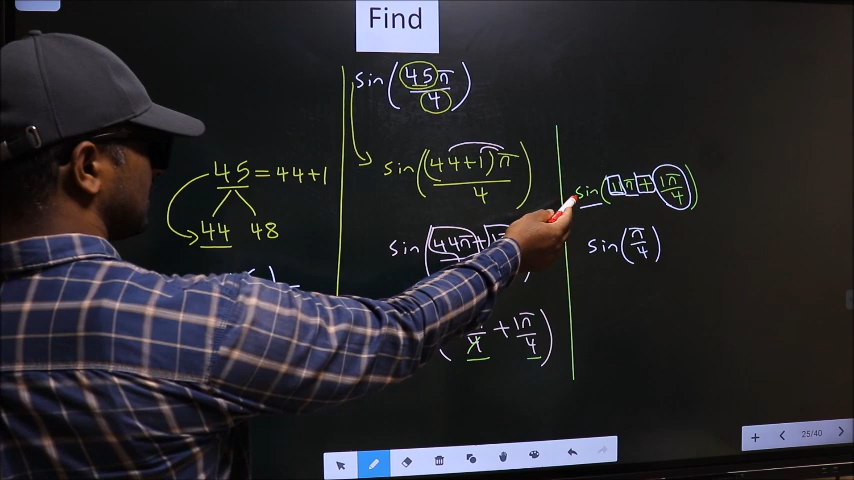 Find
sin(45π/4)
45 = 44+1
44 48
sin((44+1)π/4)
sin(44π+1π
+ 1π/4)
sin(11π + 1π/4)
sin(π/4)
25/40